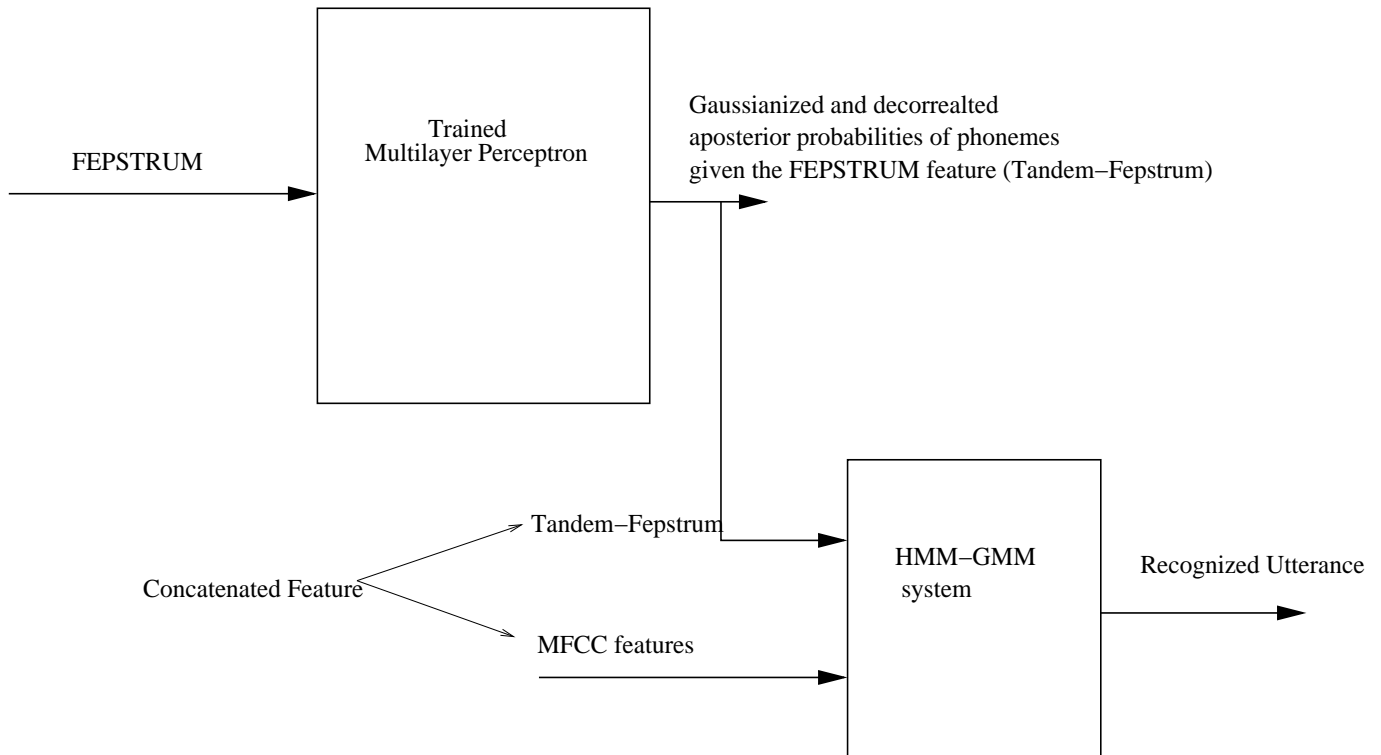 FEPSTRUM
Trained
Multilayer Perceptron
Gaussianized and decorrealted
aposterior probabilities of phonemes
given the FEPSTRUM feature (Tandem−Fepstrum)
Tandem−Fepstrum
Concatenated Feature
MFCC features
HMM−GMM
system
Recognized Utterance